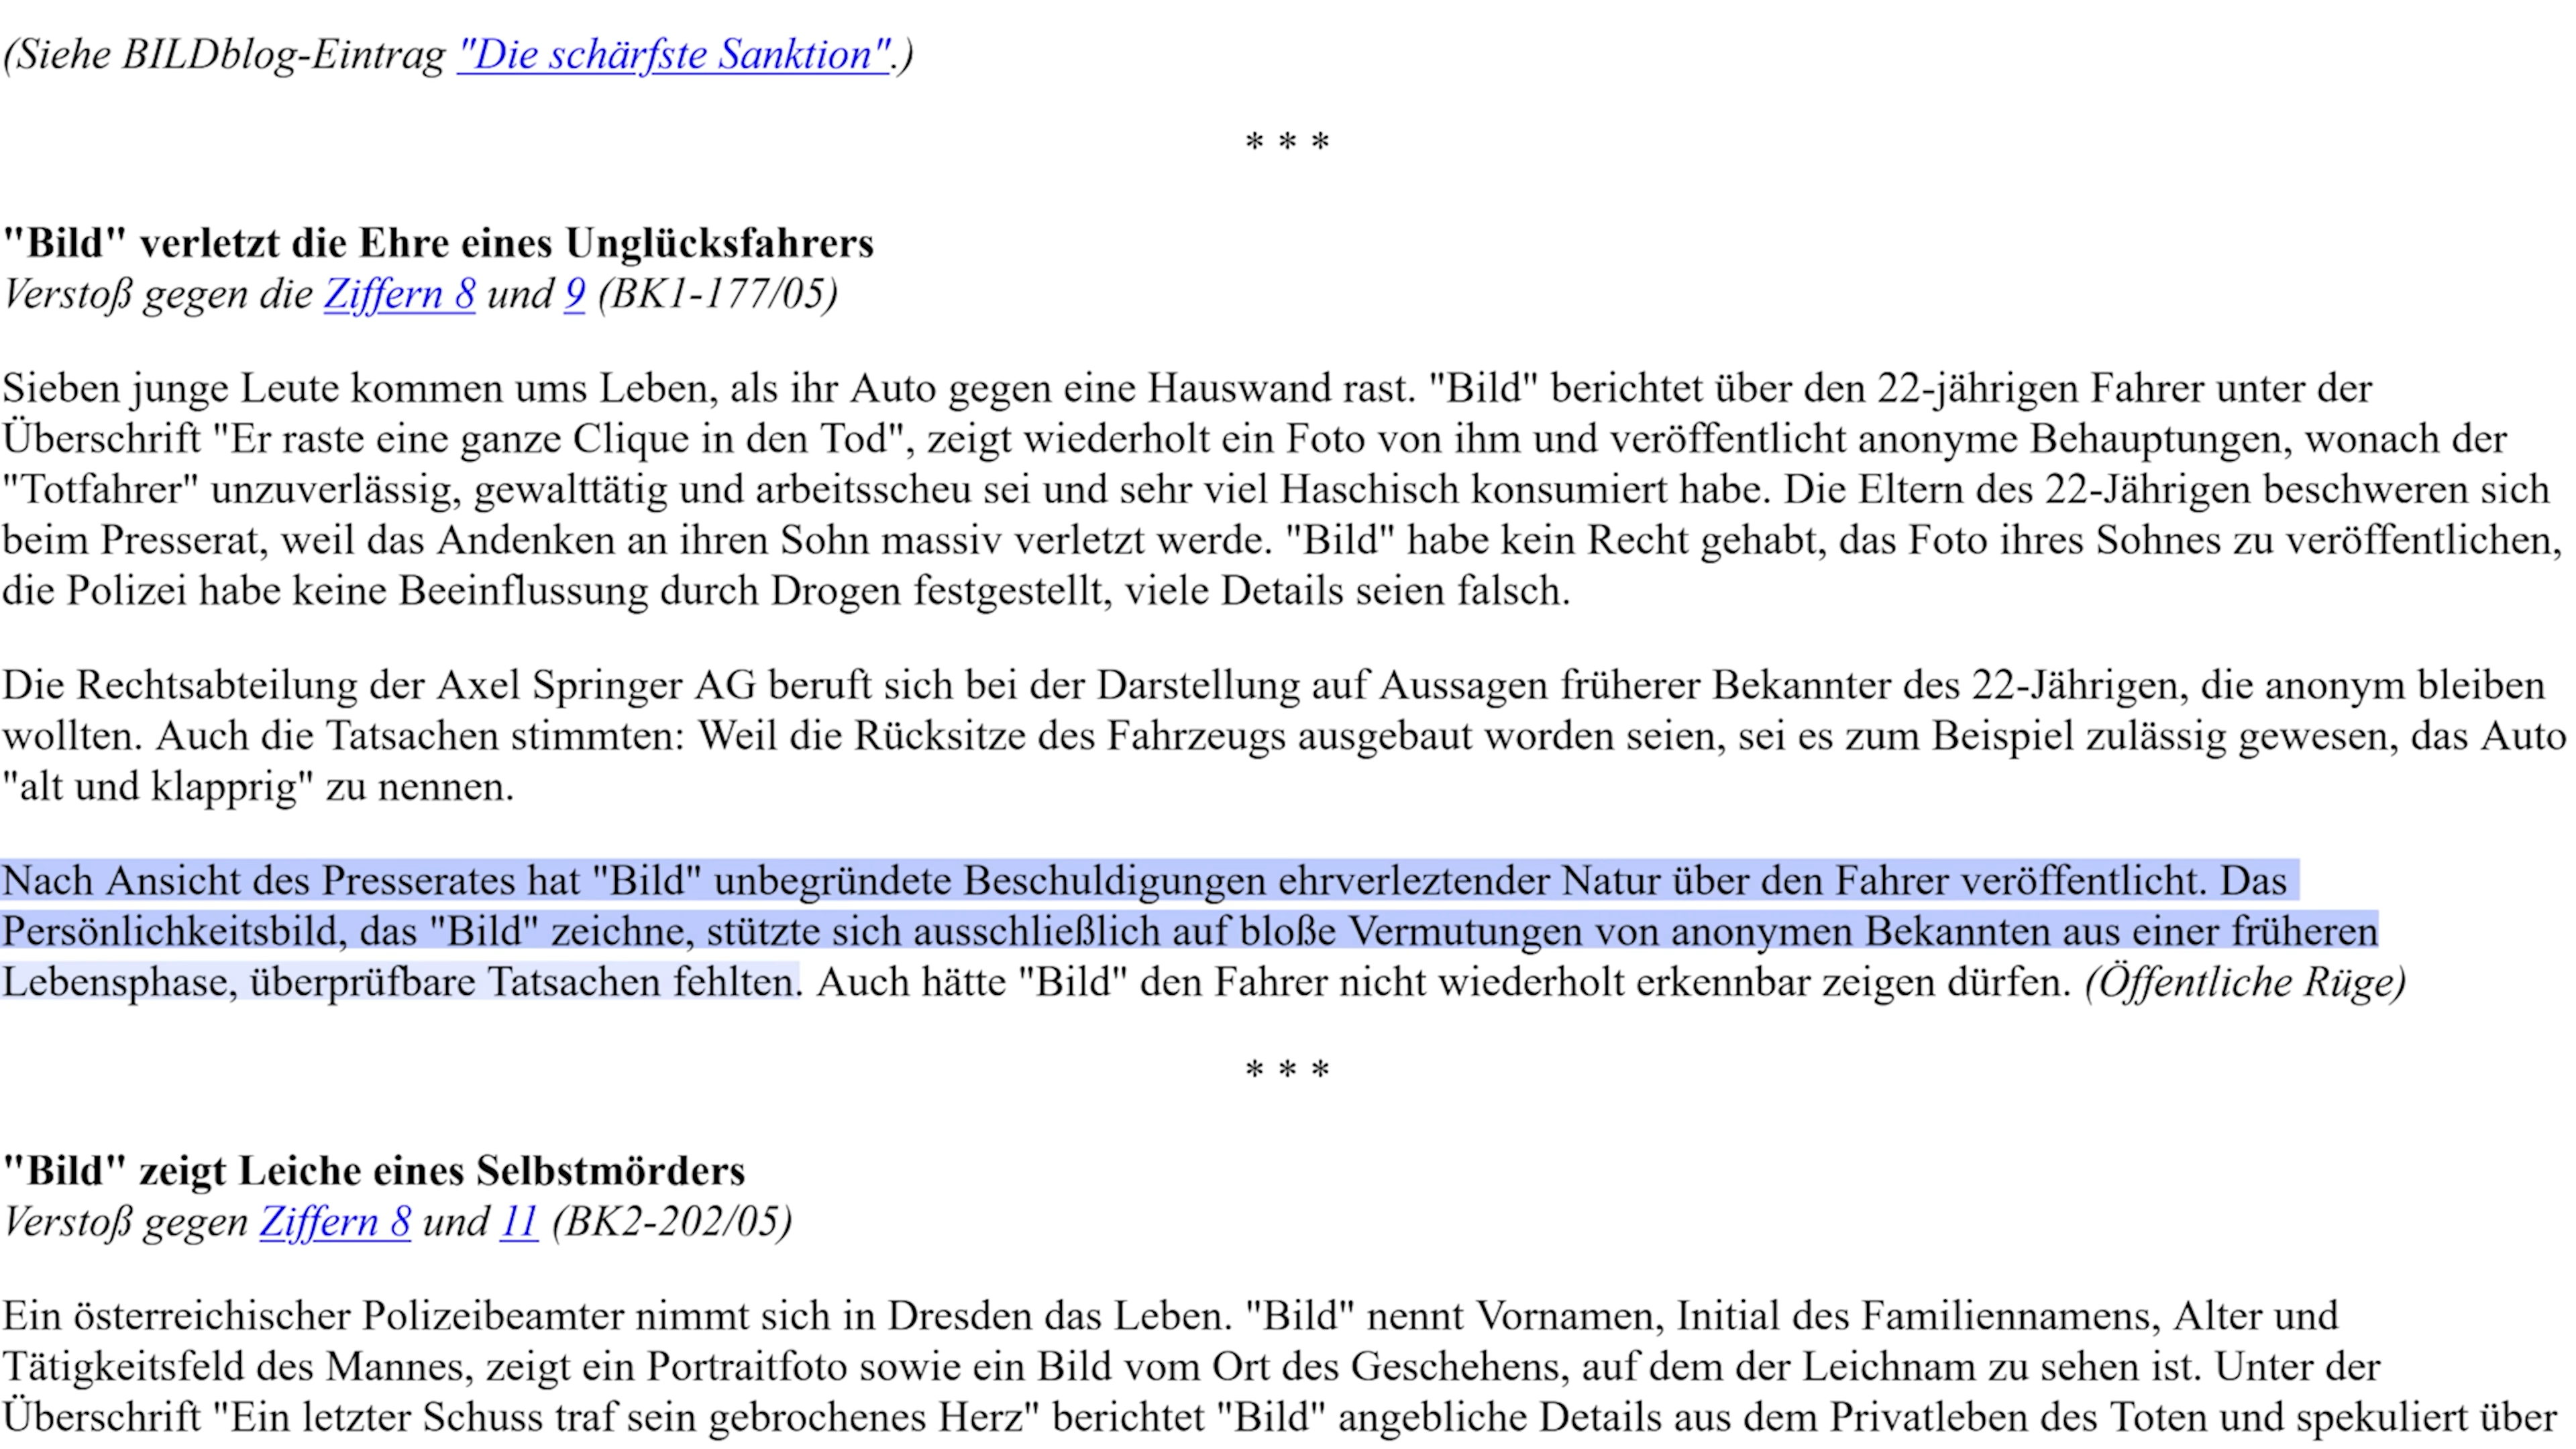 (Siehe BILDblog-Eintrag "Die schärfste Sanktion".)
* * *
"Bild" verletzt die Ehre eines Unglücksfahrers
Verstoß gegen die Ziffern 8 und 9 (BK1-177/05)
Sieben junge Leute kommen ums Leben, als ihr Auto gegen eine Hauswand rast. "Bild" berichtet über den 22-jährigen Fahrer unter der
Überschrift "Er raste eine ganze Clique in den Tod", zeigt wiederholt ein Foto von ihm und veröffentlicht anonyme Behauptungen, wonach der
"Totfahrer" unzuverlässig, gewalttätig und arbeitsscheu sei und sehr viel Haschisch konsumiert habe. Die Eltern des 22-Jährigen beschweren sich
beim Presserat, weil das Andenken an ihren Sohn massiv verletzt werde. "Bild" habe kein Recht gehabt, das Foto ihres Sohnes zu veröffentlichen,
die Polizei habe keine Beeinflussung durch Drogen festgestellt, viele Details seien falsch.
Die Rechtsabteilung der Axel Springer AG beruft sich bei der Darstellung auf Aussagen früherer Bekannter des 22-Jährigen, die anonym bleiben
wollten. Auch die Tatsachen stimmten: Weil die Rücksitze des Fahrzeugs ausgebaut worden seien, sei es zum Beispiel zulässig gewesen, das Auto
"alt und klapprig" zu nennen.
Nach Ansicht des Presserates hat "Bild" unbegründete Beschuldigungen ehrverleztender Natur über den Fahrer veröffentlicht. Das
Persönlichkeitsbild, das "Bild" zeichne, stützte sich ausschließlich auf bloße Vermutungen von anonymen Bekannten aus einer früheren
Lebensphase, überprüfbare Tatsachen fehlten. Auch hätte "Bild" den Fahrer nicht wiederholt erkennbar zeigen dürfen. (Öffentliche Rüge)
* * *
"Bild" zeigt Leiche eines Selbstmörders
Verstoß gegen Ziffern 8 und 11 (BK2-202/05)
Ein österreichischer Polizeibeamter nimmt sich in Dresden das Leben. "Bild" nennt Vornamen, Initial des Familiennamens, Alter und
Tätigkeitsfeld des Mannes, zeigt ein Portraitfoto sowie ein Bild vom Ort des Geschehens, auf dem der Leichnam zu sehen ist. Unter der
Überschrift "Ein letzter Schuss traf sein gebrochenes Herz" berichtet "Bild" angebliche Details aus dem Privatleben des Toten und spekuliert über